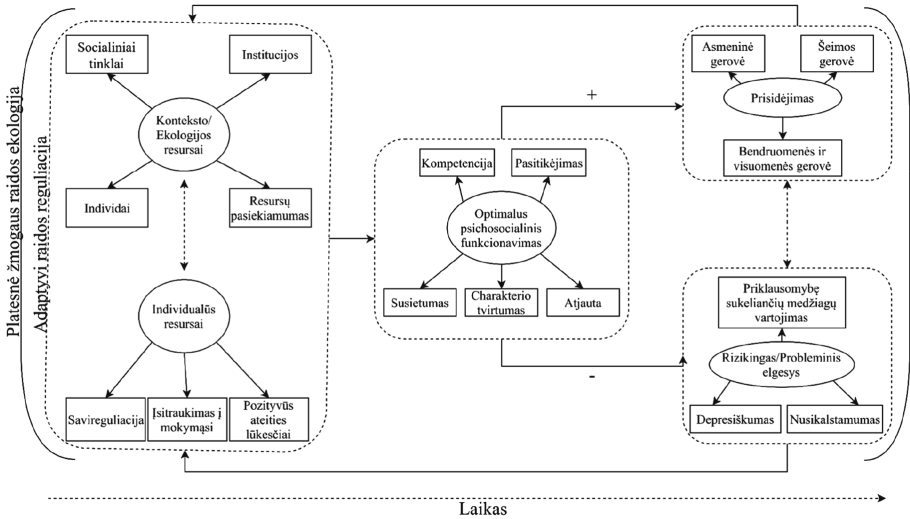 Platesnė žmogaus raidos ekologija
Adaptyvi raidos reguliacija
Socialiniai
tinklai
Institucijos
Konteksto/
Ekologijos
resursai
Individai
Resursų
pasiekiamumas
Individualūs
resursai
Savireguliacija
Įsitraukimas į
mokymąsi
Pozityvūs
ateities
lūkesčiai
Kompetencija
Pasitikėjimas
Optimalus
psichosocialinis
funkcionavimas
Susietumas
Charakterio
tvirtumas
Atjauta
+
-
Asmeninė
gerovė
Šeimos
gerovė
Prisidėjimas
Bendruomenės ir
visuomenės gerovė
Priklausomybę
sukeliančių medžiagų
vartojimas
Rizikingas/Probleminis
elgesys
Depresiškumas
Nusikalstamumas
Laikas